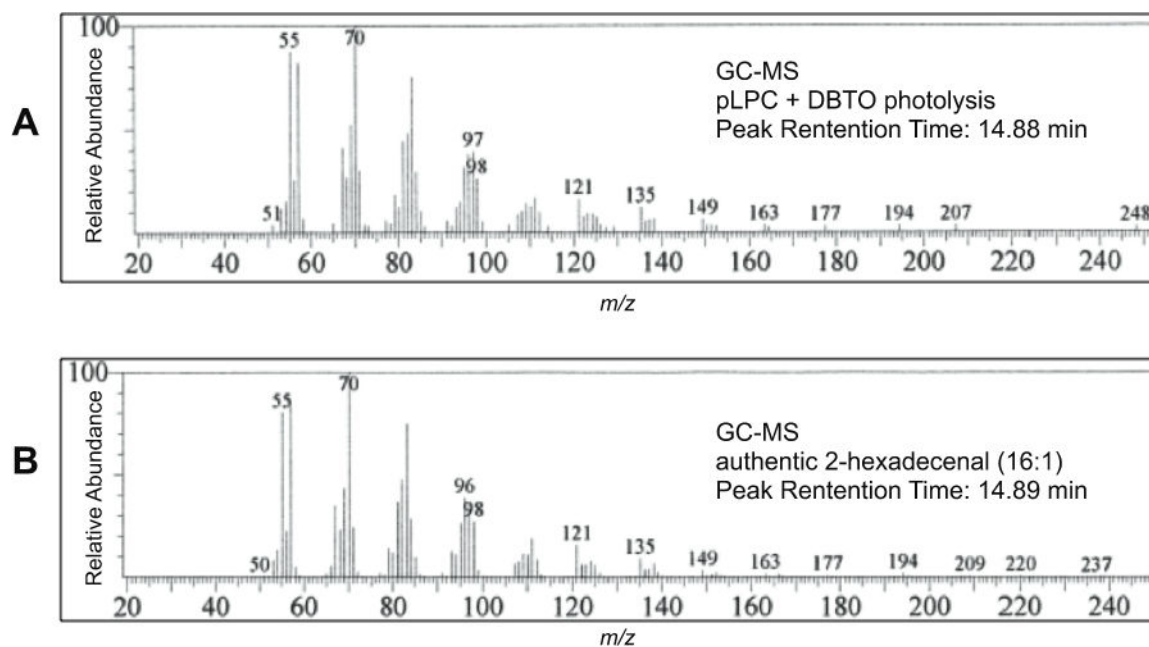 A
Relative Abundance
100
55
70
GC-MS
pLPC + DBTO photolysis
Peak Rentention Time: 14.88 min
97
98
51
121
135
149
163
177
194
207
248
20 40 60 80 100 120 140 160 180 200 220 240
m/z
B
Relative Abundance
100
55
70
GC-MS
authentic 2-hexadecenal (16:1)
Peak Rentention Time: 14.89 min
96
98
50
121
135
149
163
177
194
209
220
237
20 40 60 80 100 120 140 160 180 200 220 240
m/z